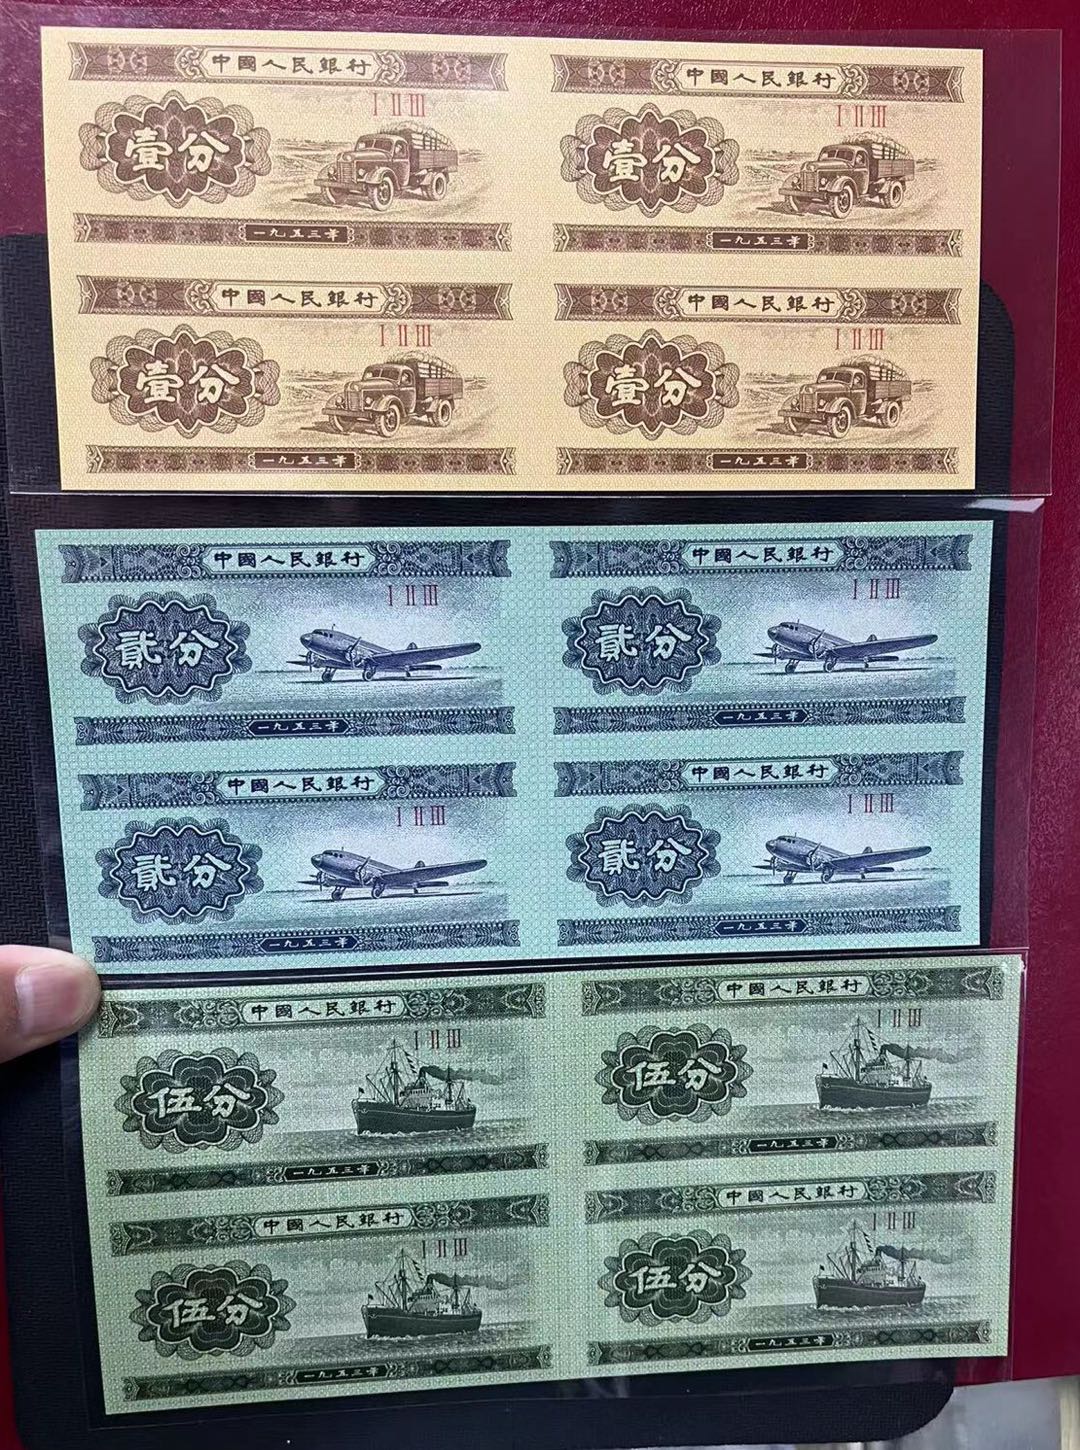 中國人民銀行
中國人民銀行
I II III
I II III
壹分
壹分
一九五三年
一九五三年
中國人民銀行
中國人民銀行
I II III
I II III
壹分
壹分
一九五三年
一九五三年
中國人民銀行
中國人民銀行
I II III
I II III
貳分
貳分
一九五三年
一九五三年
中國人民銀行
中國人民銀行
I II III
I II III
貳分
貳分
一九五三年
一九五三年
中國人民銀行
中國人民銀行
I II III
I II III
伍分
伍分
一九五三年
一九五三年
中國人民銀行
中國人民銀行
I II III
I II III
伍分
伍分
一九五三年
一九五三年